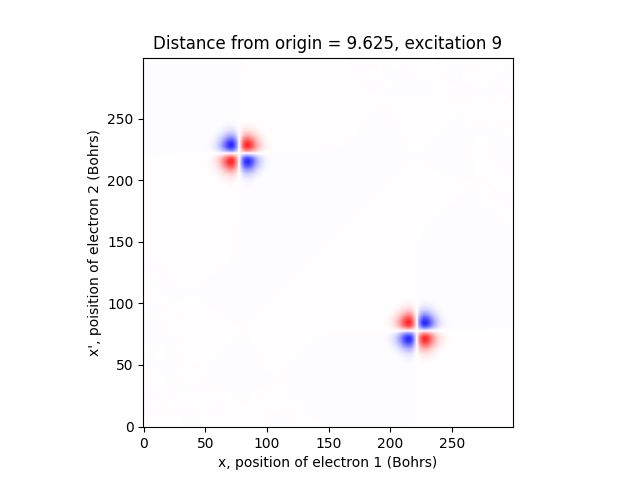 Distance from origin = 9.625, excitation 9
x', poisition of electron 2 (Bohrs)
250
200
150
100
50
0
0 50 100 150 200 250
x, position of electron 1 (Bohrs)